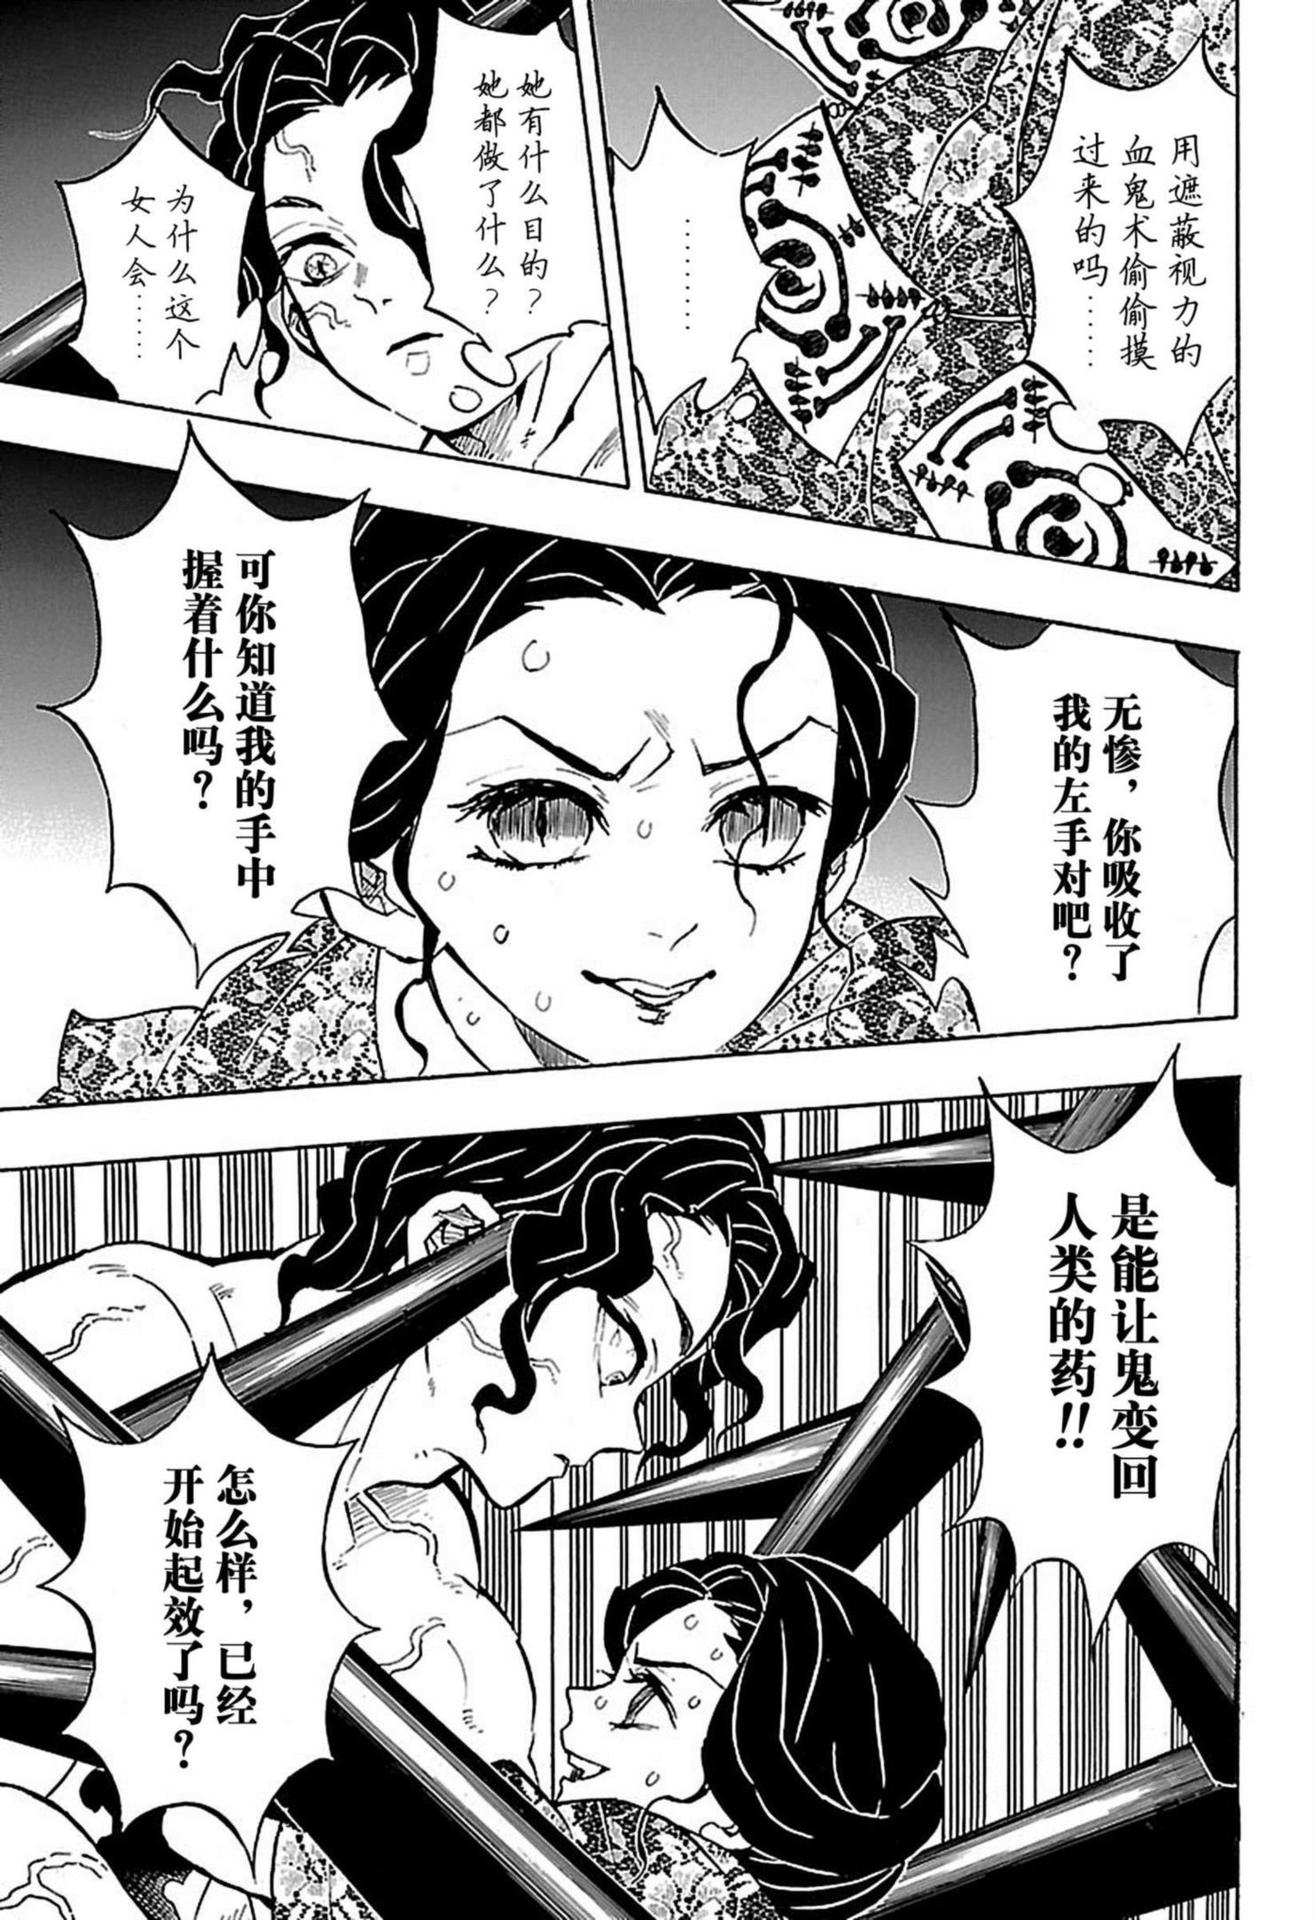 用遮蔽视力的
血鬼术偷偷摸
过来的吗……
……
……
她有什么目的？
她都做了什么？
为什么这个
女人会……
无惨，你吸收了
我的左手对吧？
可你知道我的手中
握着什么吗？
是能让鬼变回
人类的药!!
怎么样，已经
开始起效了吗？